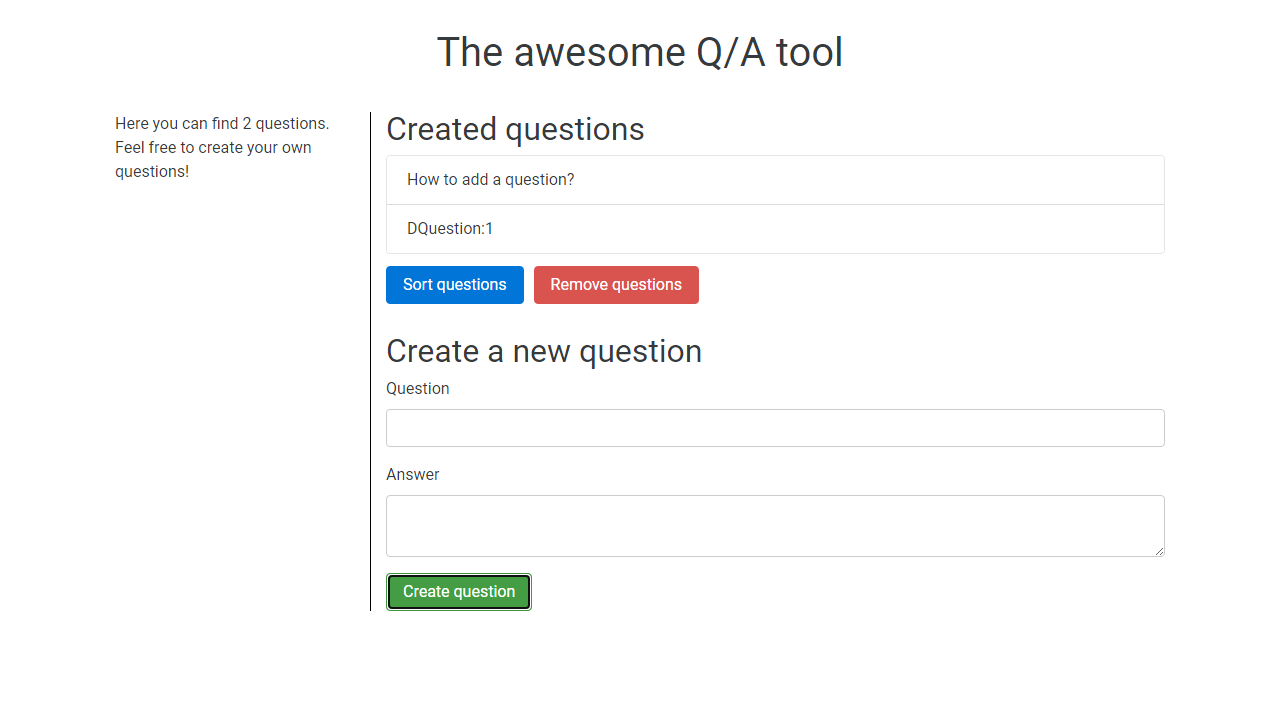 The awesome Q/A tool
Here you can find 2 questions.
Feel free to create your own
questions!
Created questions
How to add a question?
DQuestion:1
Sort questions
Remove questions
Create a new question
Question
Answer
Create question